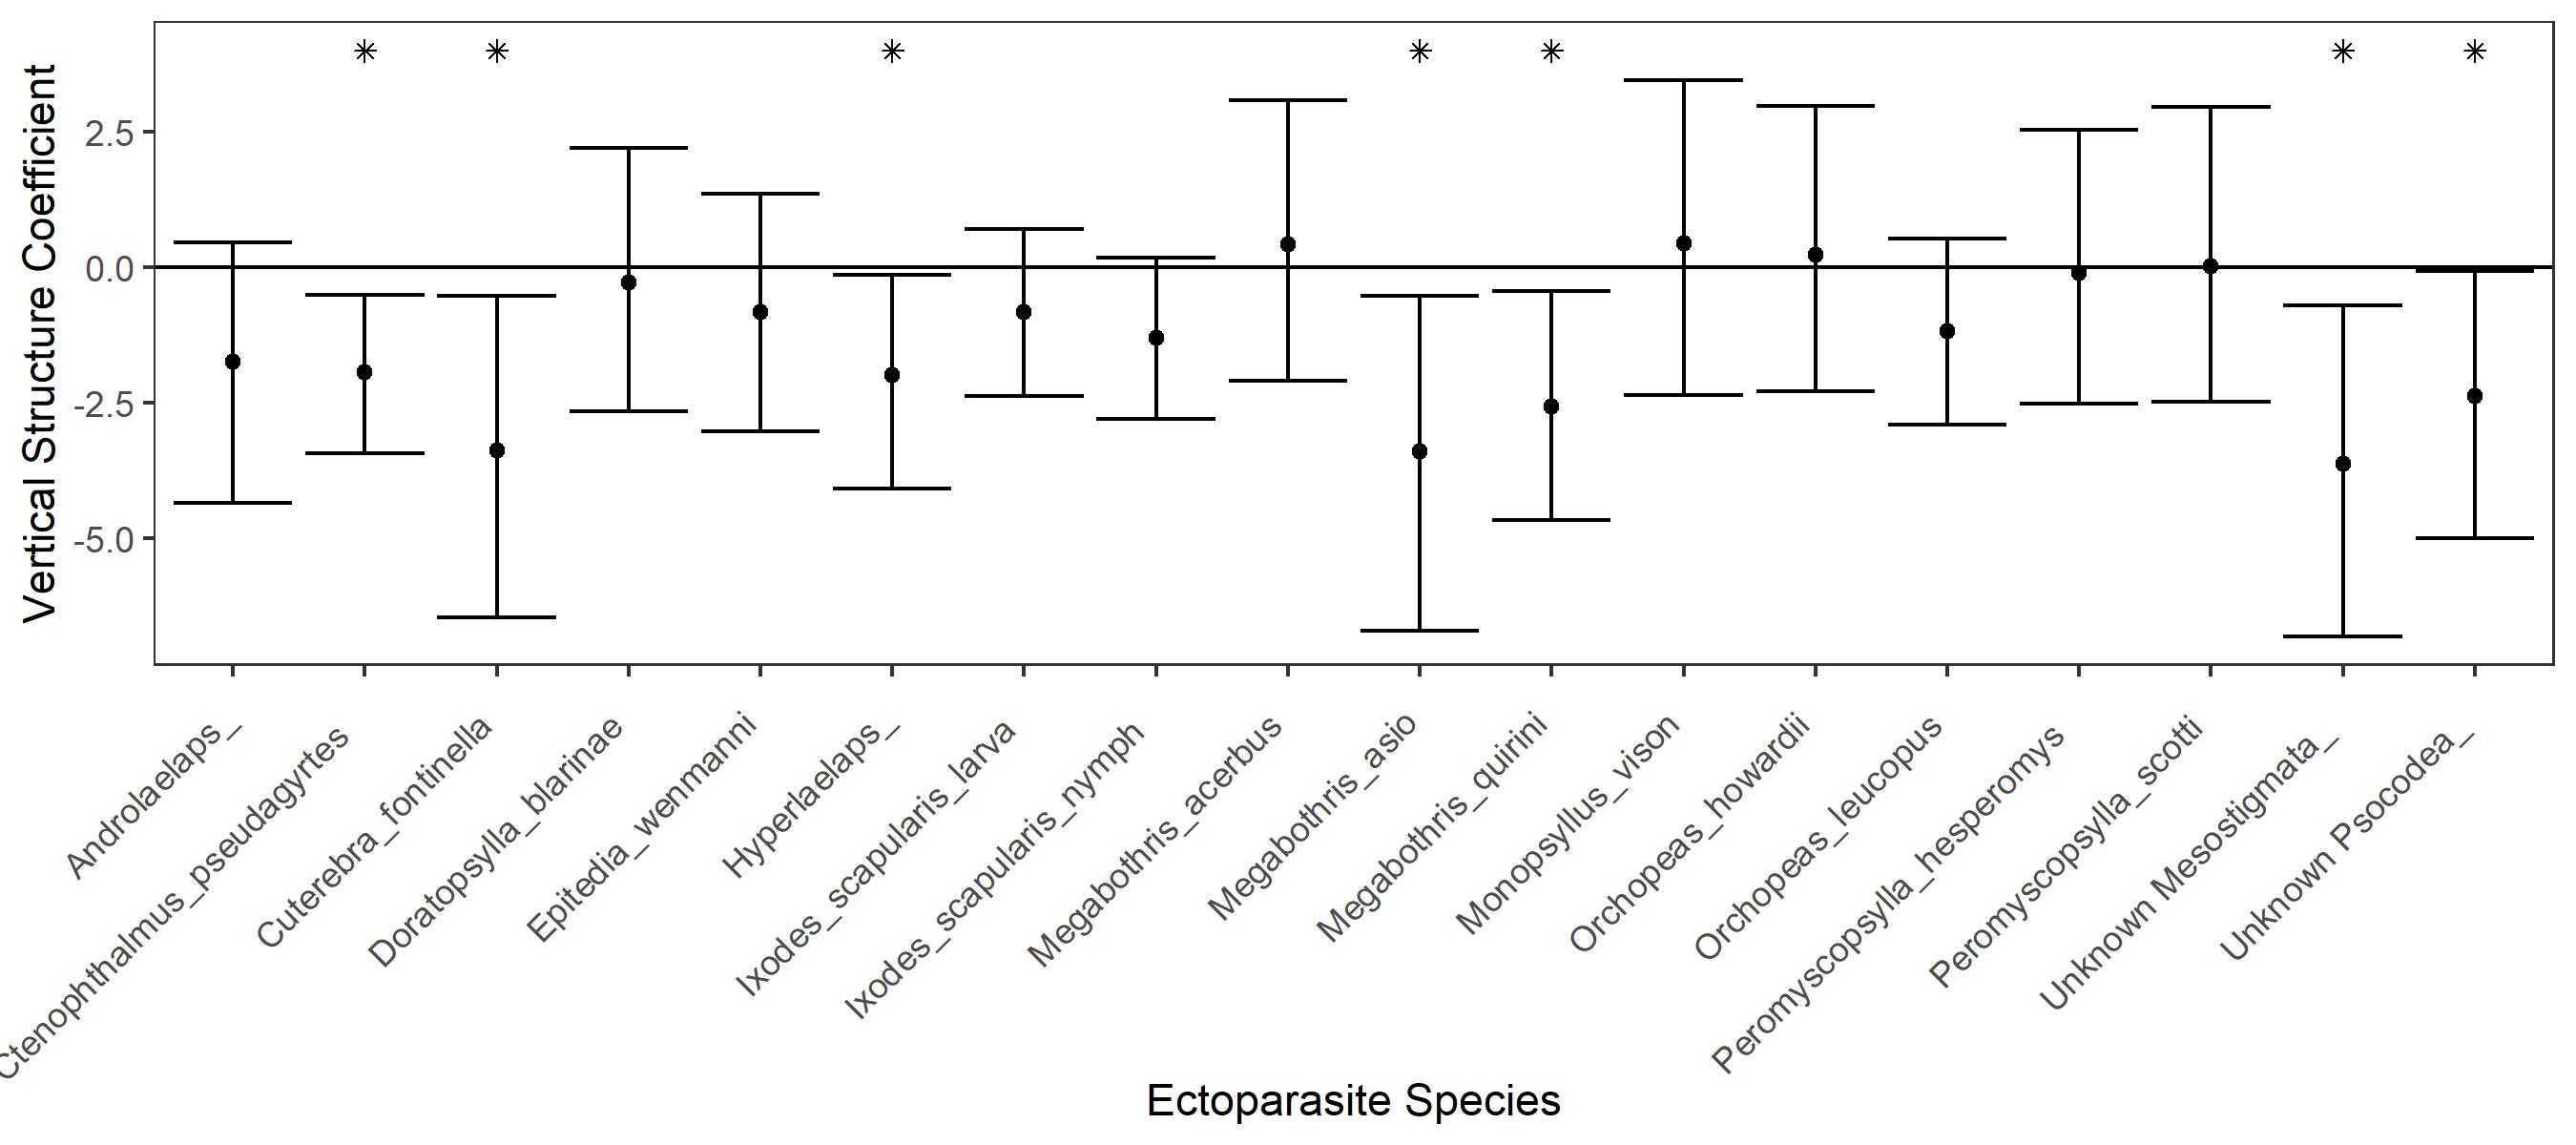 Vertical Structure Coefficient
2.5
0.0
-2.5
-5.0
* * * * * * *
Androlaelaps_
Ctenophthalmus_pseudagyrtes
Cuterebra_fontinella
Doratopsylla_blarinae
Epitedia_wenmanni
Hyperlaelaps_
Ixodes_scapularis_larva
Ixodes_scapularis_nymph
Megabothris_acerbus
Megabothris_asio
Megabothris_quirini
Monopsyllus_vison
Orchopeas_howardii
Orchopeas_leucopus
Peromyscopsylla_hesperomys
Peromyscopsylla_scotti
Unknown Mesostigmata_
Unknown Psocodea_
Ectoparasite Species